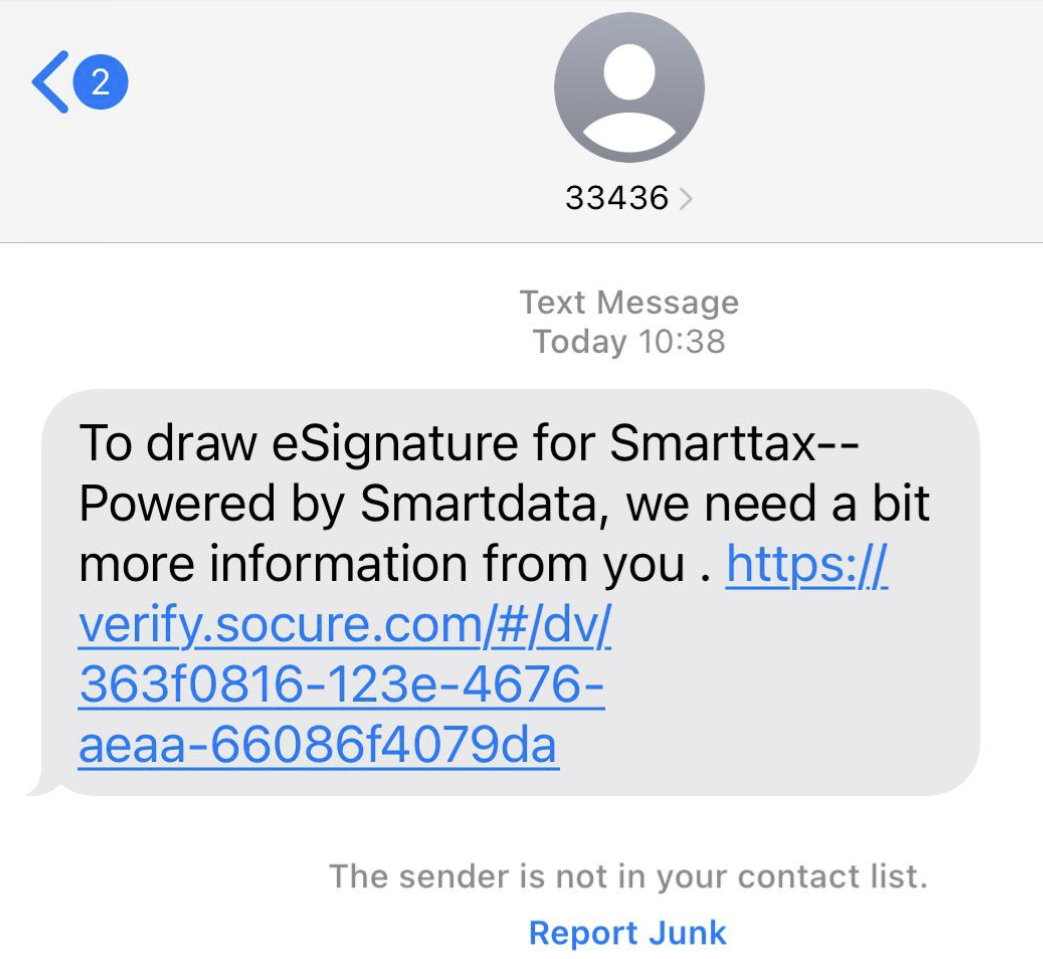 2
33436
Text Message
Today 10:38
To draw eSignature for Smarttax--
Powered by Smartdata, we need a bit
more information from you . https://
verify.socure.com/#/dv/
363f0816-123e-4676-
aeaa-66086f4079da
The sender is not in your contact list.
Report Junk